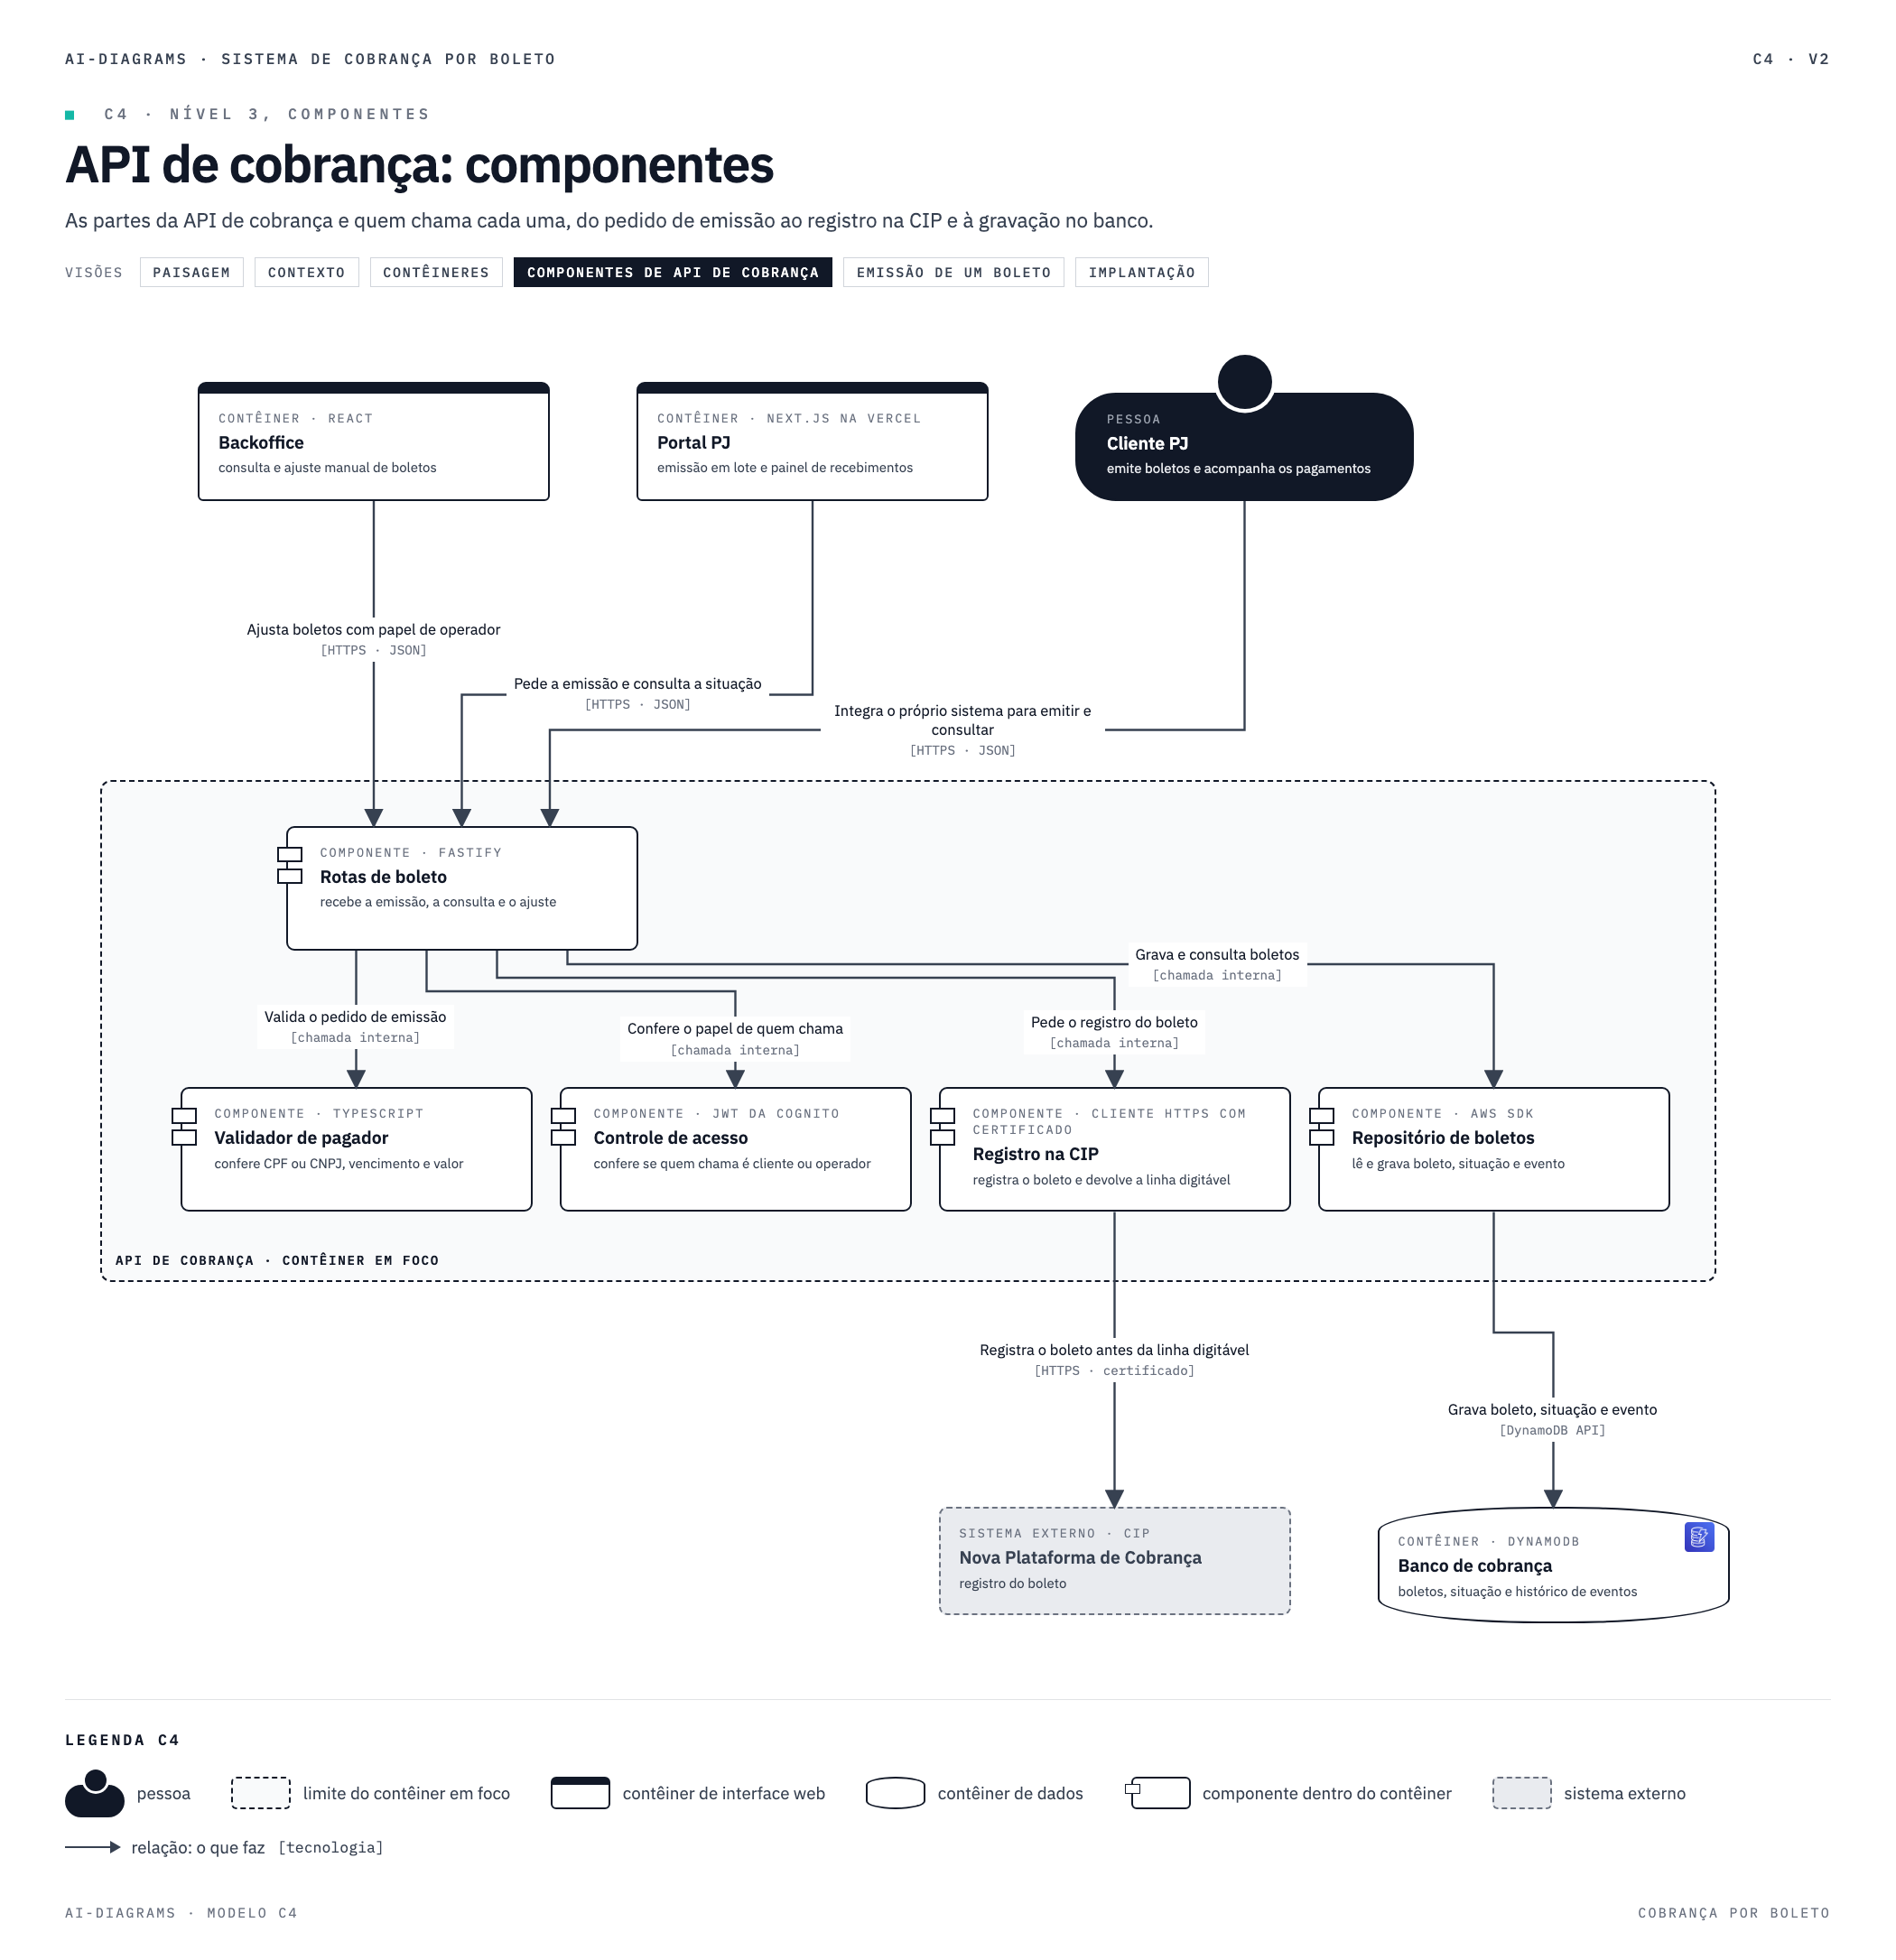 AI-DIAGRAMS · SISTEMA DE COBRANÇA POR BOLETO
C4 · V2
C4 · NÍVEL 3, COMPONENTES
API de cobrança: componentes
As partes da API de cobrança e quem chama cada uma, do pedido de emissão ao registro na CIP e à gravação no banco.
VISÕES
PAISAGEM
CONTEXTO
CONTÊINERES
COMPONENTES DE API DE COBRANÇA
EMISSÃO DE UM BOLETO
IMPLANTAÇÃO
CONTÊINER · REACT
Backoffice
consulta e ajuste manual de boletos
CONTÊINER · NEXT.JS NA VERCEL
Portal PJ
emissão em lote e painel de recebimentos
PESSOA
Cliente PJ
emite boletos e acompanha os pagamentos
Ajusta boletos com papel de operador
[HTTPS · JSON]
Pede a emissão e consulta a situação
[HTTPS · JSON]
Integra o próprio sistema para emitir e
consultar
[HTTPS · JSON]
COMPONENTE · FASTIFY
Rotas de boleto
recebe a emissão, a consulta e o ajuste
Grava e consulta boletos
[chamada interna]
Valida o pedido de emissão
[chamada interna]
Confere o papel de quem chama
[chamada interna]
Pede o registro do boleto
[chamada interna]
COMPONENTE · TYPESCRIPT
Validador de pagador
confere CPF ou CNPJ, vencimento e valor
COMPONENTE · JWT DA COGNITO
Controle de acesso
confere se quem chama é cliente ou operador
COMPONENTE · CLIENTE HTTPS COM
CERTIFICADO
Registro na CIP
registra o boleto e devolve a linha digitável
COMPONENTE · AWS SDK
Repositório de boletos
lê e grava boleto, situação e evento
API DE COBRANÇA · CONTÊINER EM FOCO
Registra o boleto antes da linha digitável
[HTTPS · certificado]
Grava boleto, situação e evento
[DynamoDB API]
SISTEMA EXTERNO · CIP
Nova Plataforma de Cobrança
registro do boleto
CONTÊINER · DYNAMODB
Banco de cobrança
boletos, situação e histórico de eventos
LEGENDA C4
pessoa
limite do contêiner em foco
contêiner de interface web
contêiner de dados
componente dentro do contêiner
sistema externo
relação: o que faz [tecnologia]
AI-DIAGRAMS · MODELO C4
COBRANÇA POR BOLETO